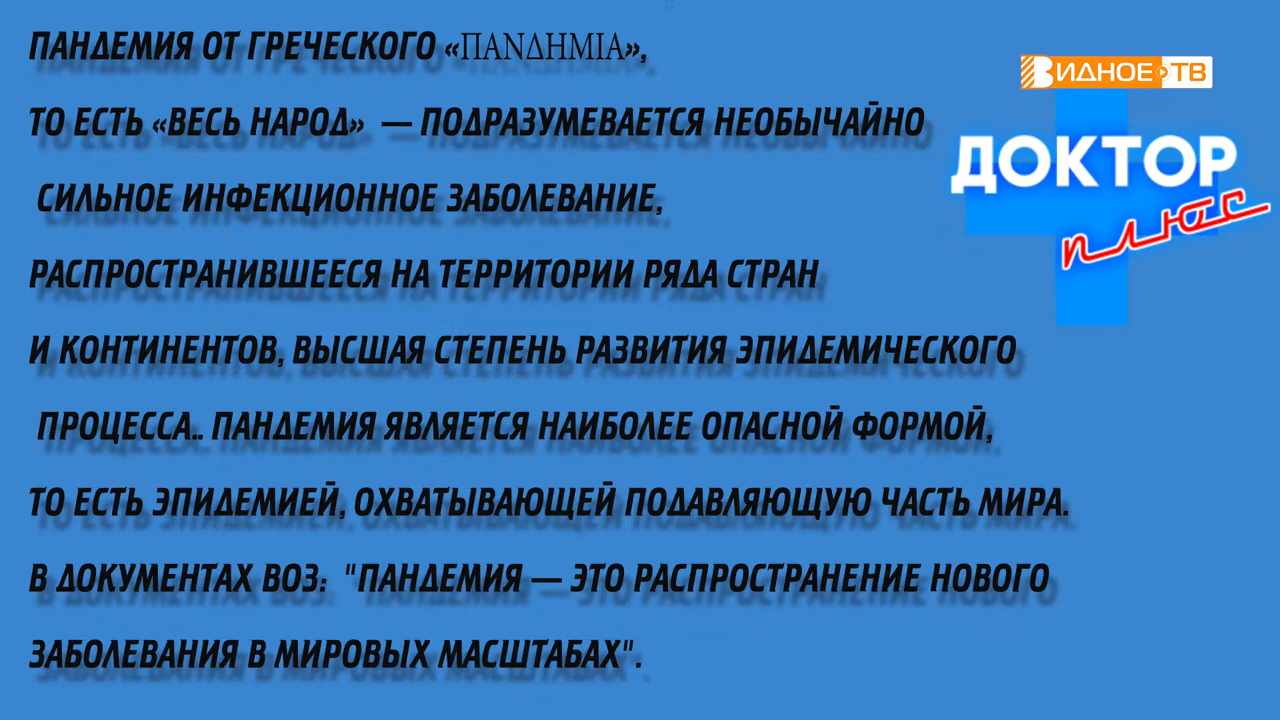 ПАНДЕМИЯ ОТ ГРЕЧЕСКОГО «ΠΑΝΔΗΜΙΑ»,
ТО ЕСТЬ «ВЕСЬ НАРОД» — ПОДРАЗУМЕВАЕТСЯ НЕОБЫЧАЙНО
СИЛЬНОЕ ИНФЕКЦИОННОЕ ЗАБОЛЕВАНИЕ,
РАСПРОСТРАНИВШЕЕСЯ НА ТЕРРИТОРИИ РЯДА СТРАН
И КОНТИНЕНТОВ, ВЫСШАЯ СТЕПЕНЬ РАЗВИТИЯ ЭПИДЕМИЧЕСКОГО
ПРОЦЕССА.. ПАНДЕМИЯ ЯВЛЯЕТСЯ НАИБОЛЕЕ ОПАСНОЙ ФОРМОЙ,
ТО ЕСТЬ ЭПИДЕМИЕЙ, ОХВАТЫВАЮЩЕЙ ПОДАВЛЯЮЩУЮ ЧАСТЬ МИРА.
В ДОКУМЕНТАХ ВОЗ: "ПАНДЕМИЯ — ЭТО РАСПРОСТРАНЕНИЕ НОВОГО
ЗАБОЛЕВАНИЯ В МИРОВЫХ МАСШТАБАХ".
ВИДНОЕ ТВ
ДОКТОР
плюс